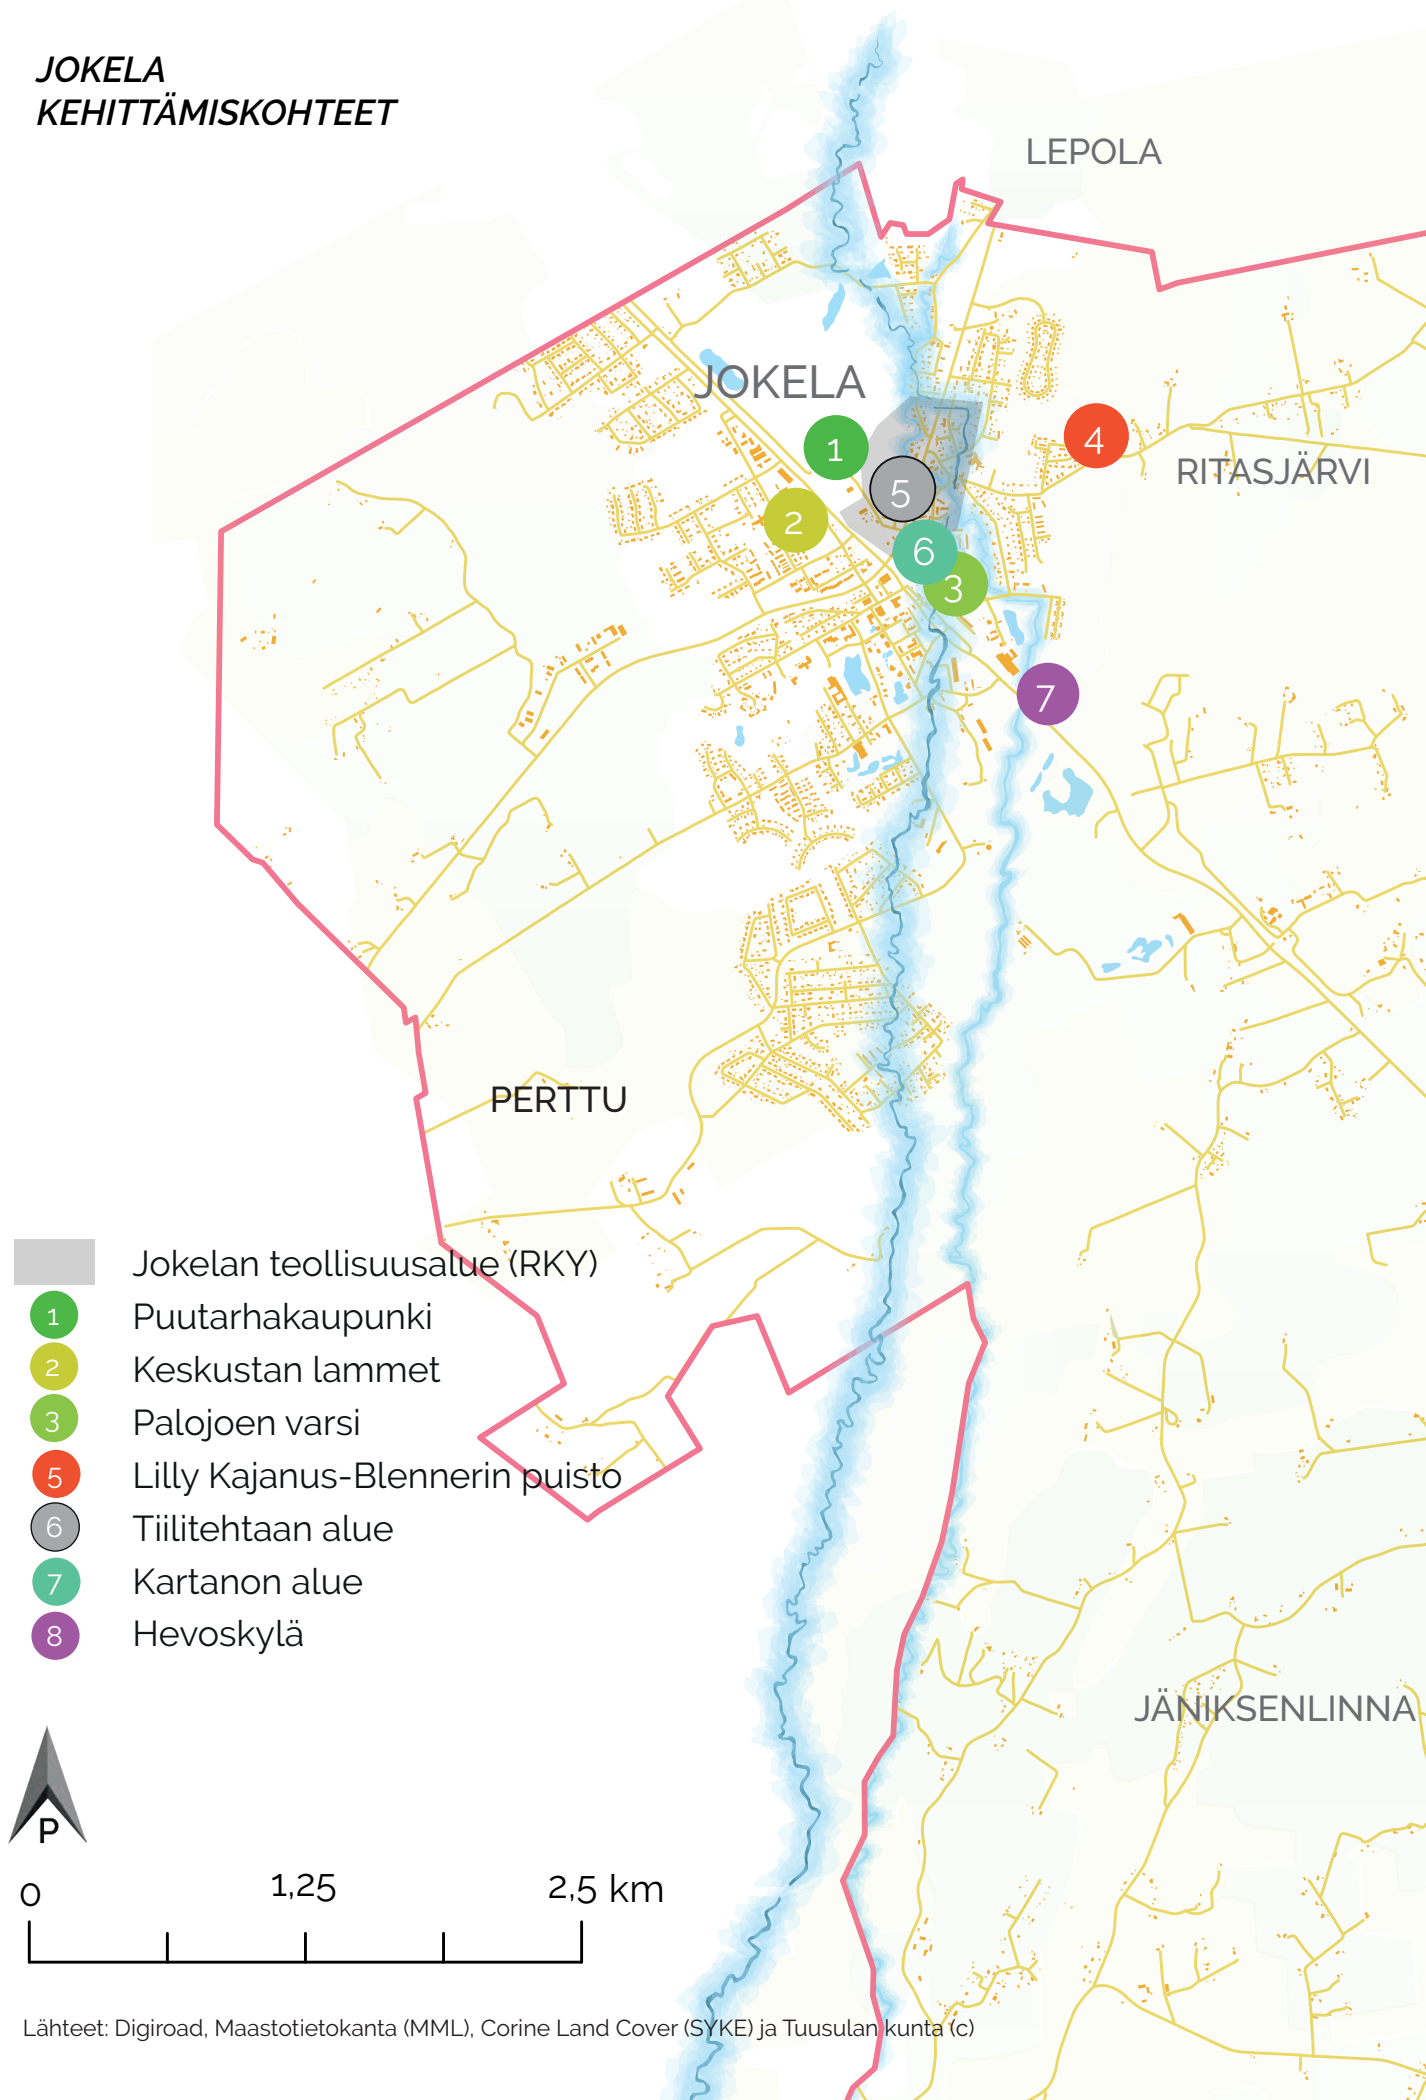 JOKELA
KEHITTÄMISKOHTEET
LEPOLA
JOKELA
1
4
RITASJÄRVI
5
2
6
3
7
PERTTU
Jokelan teollisuusalue (RKY)
1 Puutarhakaupunki
2 Keskustan lammet
3 Palojoen varsi
5 Lilly Kajanus-Blennerin puisto
6 Tiilitehtaan alue
7 Kartanon alue
8 Hevoskylä
JÄNIKSENLINNA
P
0 1,25 2,5 km
Lähteet: Digiroad, Maastotietokanta (MML), Corine Land Cover (SYKE) ja Tuusulan kunta (c)